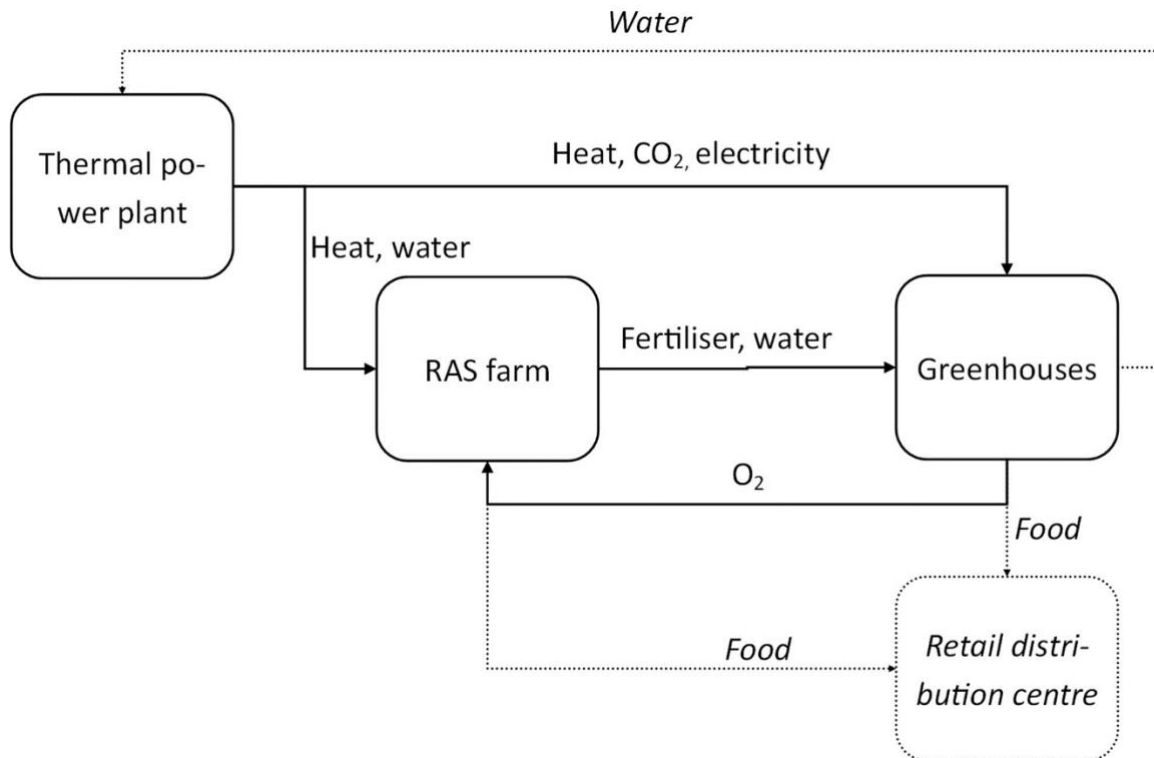 Water
Thermal po-
wer plant
Heat, CO₂, electricity
Heat, water
RAS farm
Fertiliser, water
Greenhouses
O₂
Food
Food
Retail distri-
bution centre